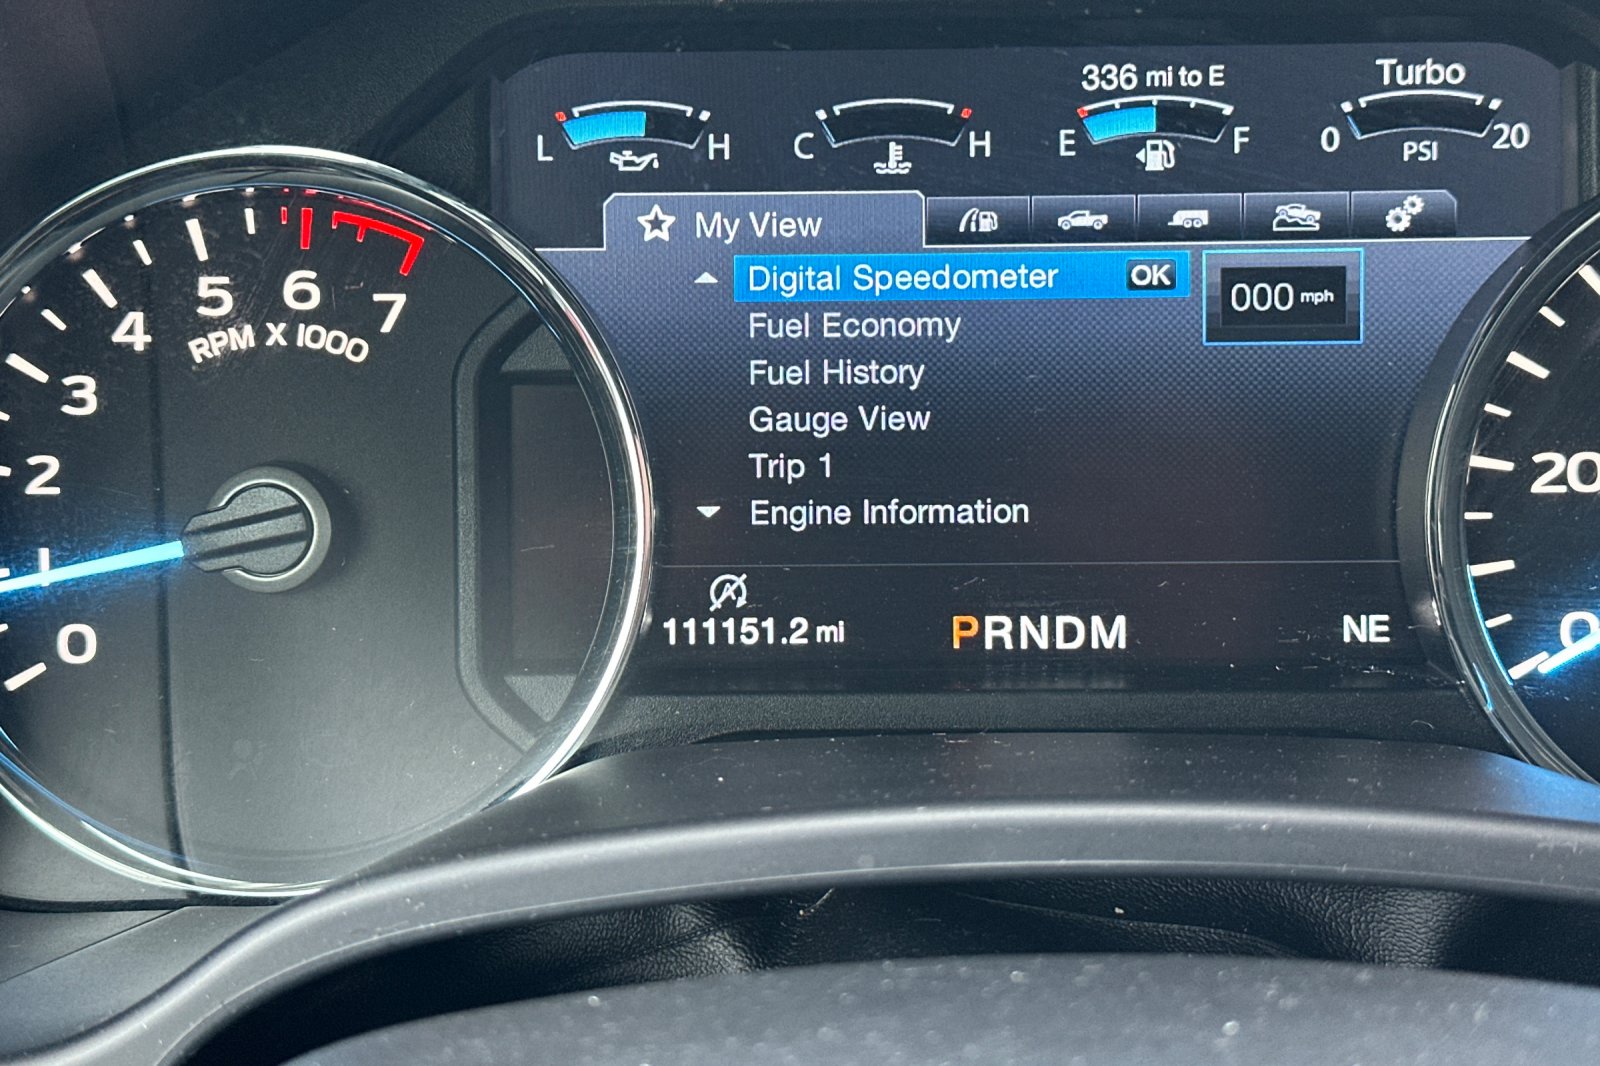 336 mi to E
Turbo
L H
C H
E F
0 20
PSI
My View
Digital Speedometer OK
000 mph
Fuel Economy
Fuel History
Gauge View
Trip 1
Engine Information
A
111151.2 mi
PRNDM
NE
0
1
2
3
4
5
6
7
RPM X 1000
20
0